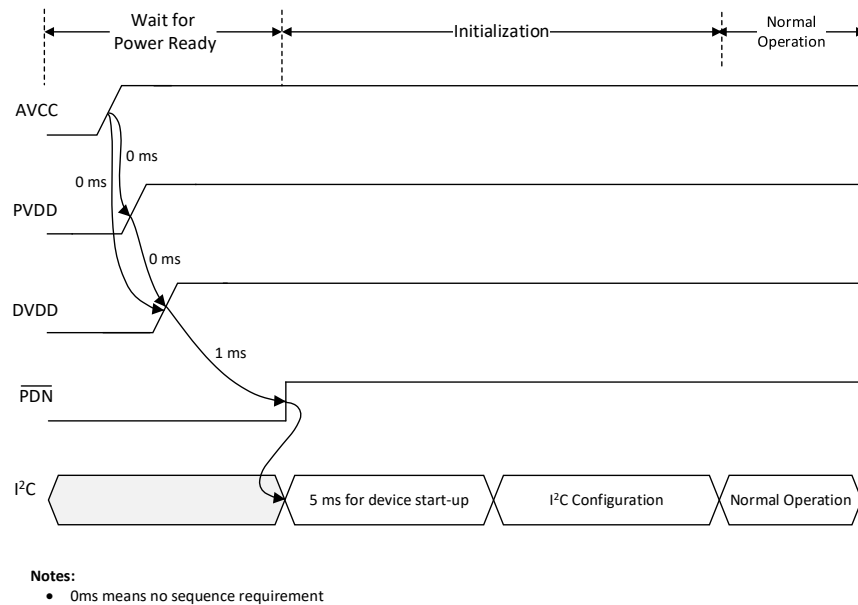 Wait for
Power Ready
Initialization
Normal
Operation
AVCC
0 ms
0 ms
PVDD
0 ms
DVDD
1 ms
PDN
I²C
5 ms for device start-up
I²C Configuration
Normal Operation
Notes:
• 0ms means no sequence requirement